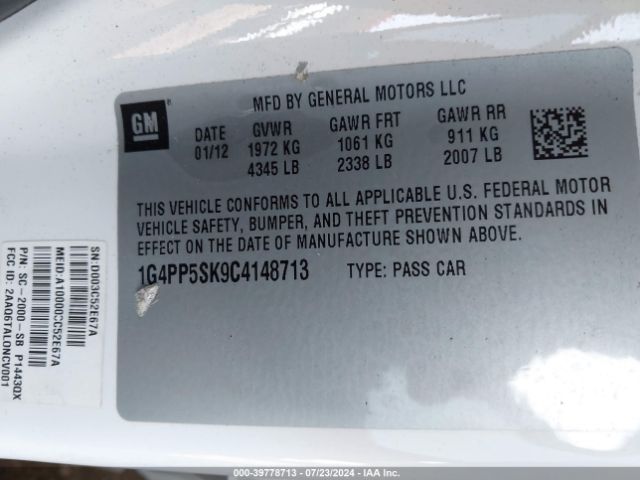 MFD BY GENERAL MOTORS LLC
GM ®
DATE GVWR GAWR FRT GAWR RR
01/12 1972 KG 1061 KG 911 KG
4345 LB 2338 LB 2007 LB
THIS VEHICLE CONFORMS TO ALL APPLICABLE U.S. FEDERAL MOTOR
VEHICLE SAFETY, BUMPER, AND THEFT PREVENTION STANDARDS IN
EFFECT ON THE DATE OF MANUFACTURE SHOWN ABOVE.
1G4PP5SK9C4148713 TYPE: PASS CAR
SN D003C52E67A
MEID: A100003C52E67A
P/N: SC-2000-SB P1443QX
FCC ID: 2AAQ6TALONCV001
000-39778713 / 07/23/2024 - IAA Inc.